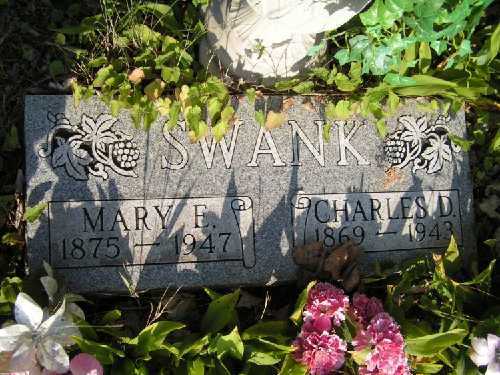 SWANK
MARY E. CHARLES D.
1875 – 1947 1869 – 1943